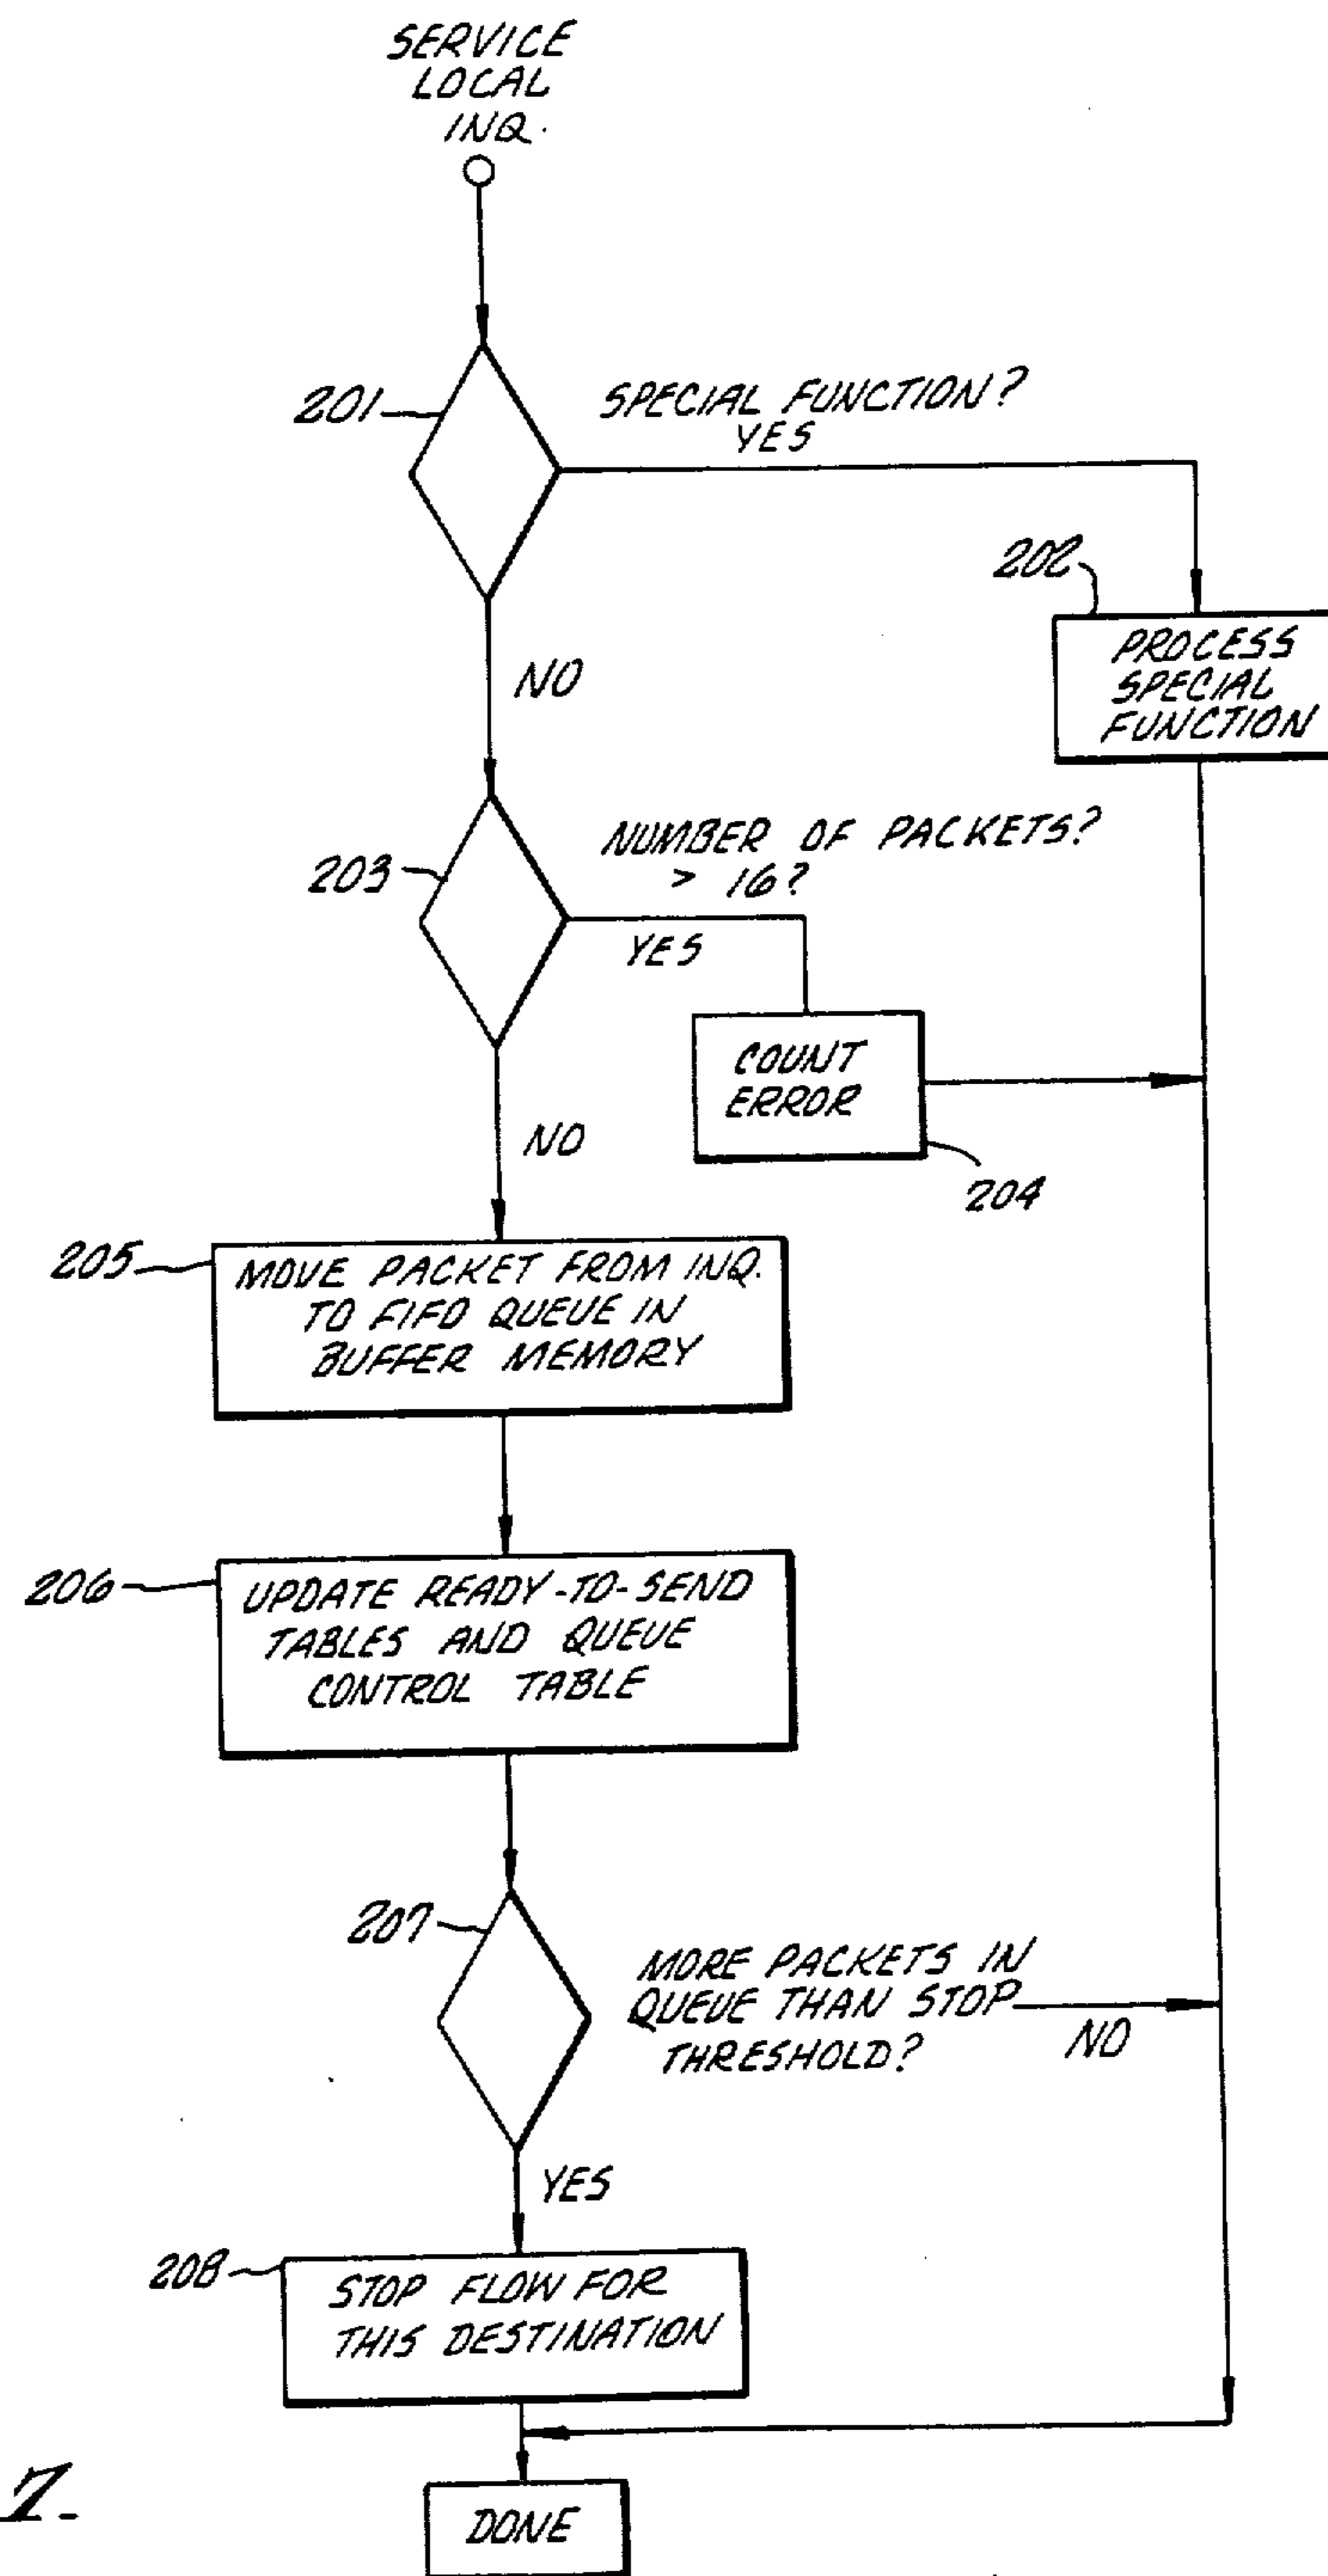 SERVICE
LOCAL
INQ.
201
SPECIAL FUNCTION?
YES
202
PROCESS
SPECIAL
FUNCTION
NO
203
NUMBER OF PACKETS?
> 16?
YES
COUNT
ERROR
204
NO
205
MOVE PACKET FROM INQ.
TO FIFO QUEUE IN
BUFFER MEMORY
206
UPDATE READY-TO-SEND
TABLES AND QUEUE
CONTROL TABLE
207
MORE PACKETS IN
QUEUE THAN STOP
THRESHOLD?
NO
YES
208
STOP FLOW FOR
THIS DESTINATION
7.
DONE